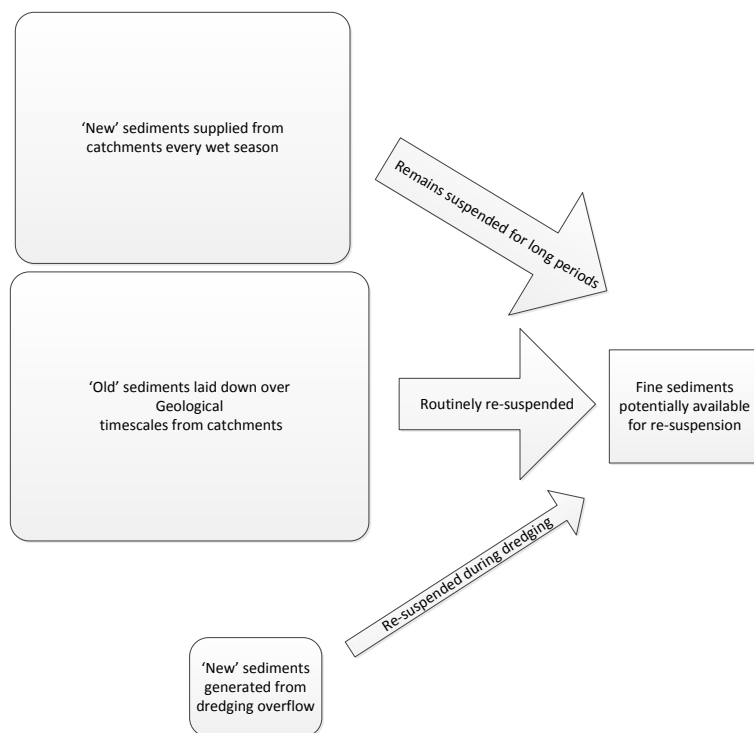 ‘New’ sediments supplied from
catchments every wet season
Remains suspended for long periods
‘Old’ sediments laid down over
Geological
timescales from catchments
Routinely re-suspended
Fine sediments
potentially available
for re-suspension
Re-suspended during dredging
‘New’ sediments
generated from
dredging overflow